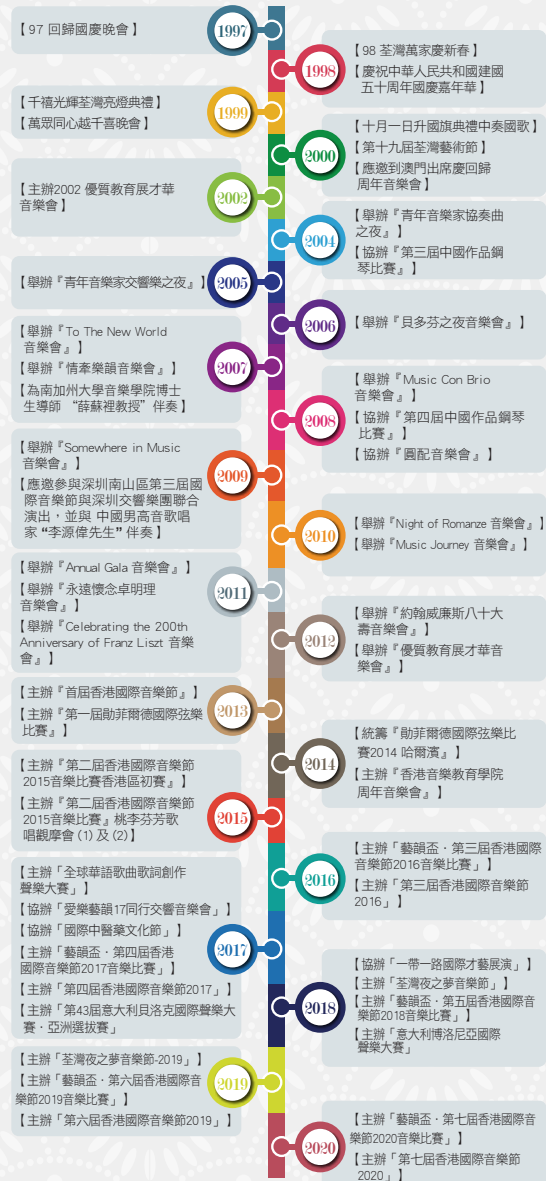 【97 回歸國慶晚會】
1997
1998
【98 荃灣萬家慶新春】
【慶祝中華人民共和國建國
五十周年國慶嘉年華】
【千禧光輝荃灣亮燈典禮】
【萬眾同心越千喜晚會】
1999
2000
【十月一日升國旗典禮中奏國歌】
【第十九屆荃灣藝術節】
【應邀到澳門出席慶回歸
周年音樂會】
【主辦2002 優質教育展才華
音樂會】
2002
2004
【舉辦『青年音樂家協奏曲
之夜』】
【協辦『第三屆中國作品鋼
琴比賽』】
【舉辦『青年音樂家交響樂之夜』】
2005
2006
【舉辦『貝多芬之夜音樂會』】
【舉辦『To The New World
音樂會』】
【舉辦『情牽樂韻音樂會』】
【為南加州大學音樂學院博士
生導師 “薛蘇裡教授” 伴奏】
2007
2008
【舉辦『Music Con Brio
音樂會』】
【協辦『第四屆中國作品鋼琴
比賽』】
【協辦『圓配音樂會』】
【舉辦『Somewhere in Music
音樂會』】
【應邀參與深圳南山區第三屆國
際音樂節與深圳交響樂團聯合
演出，並與 中國男高音歌唱
家 “李源偉先生” 伴奏】
2009
2010
【舉辦『Night of Romanze 音樂會』】
【舉辦『Music Journey 音樂會』】
【舉辦『Annual Gala 音樂會』】
【舉辦『永遠懷念卓明理
音樂會』】
【舉辦『Celebrating the 200th
Anniversary of Franz Liszt 音樂
會』】
2011
2012
【舉辦『約翰威廉斯八十大
壽音樂會』】
【舉辦『優質教育展才華音
樂會』】
【主辦『首屆香港國際音樂節』】
【主辦『第一屆勛菲爾德國際弦樂
比賽』】
2013
2014
【統籌『勛菲爾德國際弦樂比
賽2014 哈爾濱』】
【主辦『香港音樂教育學院
周年音樂會』】
【主辦『第二屆香港國際音樂節
2015音樂比賽香港區初賽』】
【主辦『第二屆香港國際音樂節
2015音樂比賽』桃李芬芳歌
唱觀摩會 (1) 及 (2)】
2015
2016
【主辦「藝韻盃．第三屆香港國際
音樂節2016音樂比賽」】
【主辦「第三屆香港國際音樂節
2016」】
【主辦「全球華語歌曲歌詞創作
聲樂大賽」】
【協辦「愛樂藝韻17同行交響音樂會」】
【協辦「國際中醫藥文化節」】
【主辦「藝韻盃．第四屆香港
國際音樂節2017音樂比賽」】
【主辦「第四屆香港國際音樂節2017」】
【主辦「第43屆意大利貝洛克國際聲樂大
賽．亞洲選拔賽」
2017
2018
【協辦「一帶一路國際才藝展演」】
【主辦「荃灣夜之夢音樂節」】
【主辦「藝韻盃．第五屆香港國際音
樂節2018音樂比賽」】
【主辦「意大利博洛尼亞國際
聲樂大賽」
【主辦「荃灣夜之夢音樂節-2019」】
【主辦「藝韻盃．第六屆香港國際音
樂節2019音樂比賽」】
【主辦「第六屆香港國際音樂節2019」】
2019
2020
【主辦「藝韻盃．第七屆香港國際音
樂節2020音樂比賽」】
【主辦「第七屆香港國際音樂節
2020」】